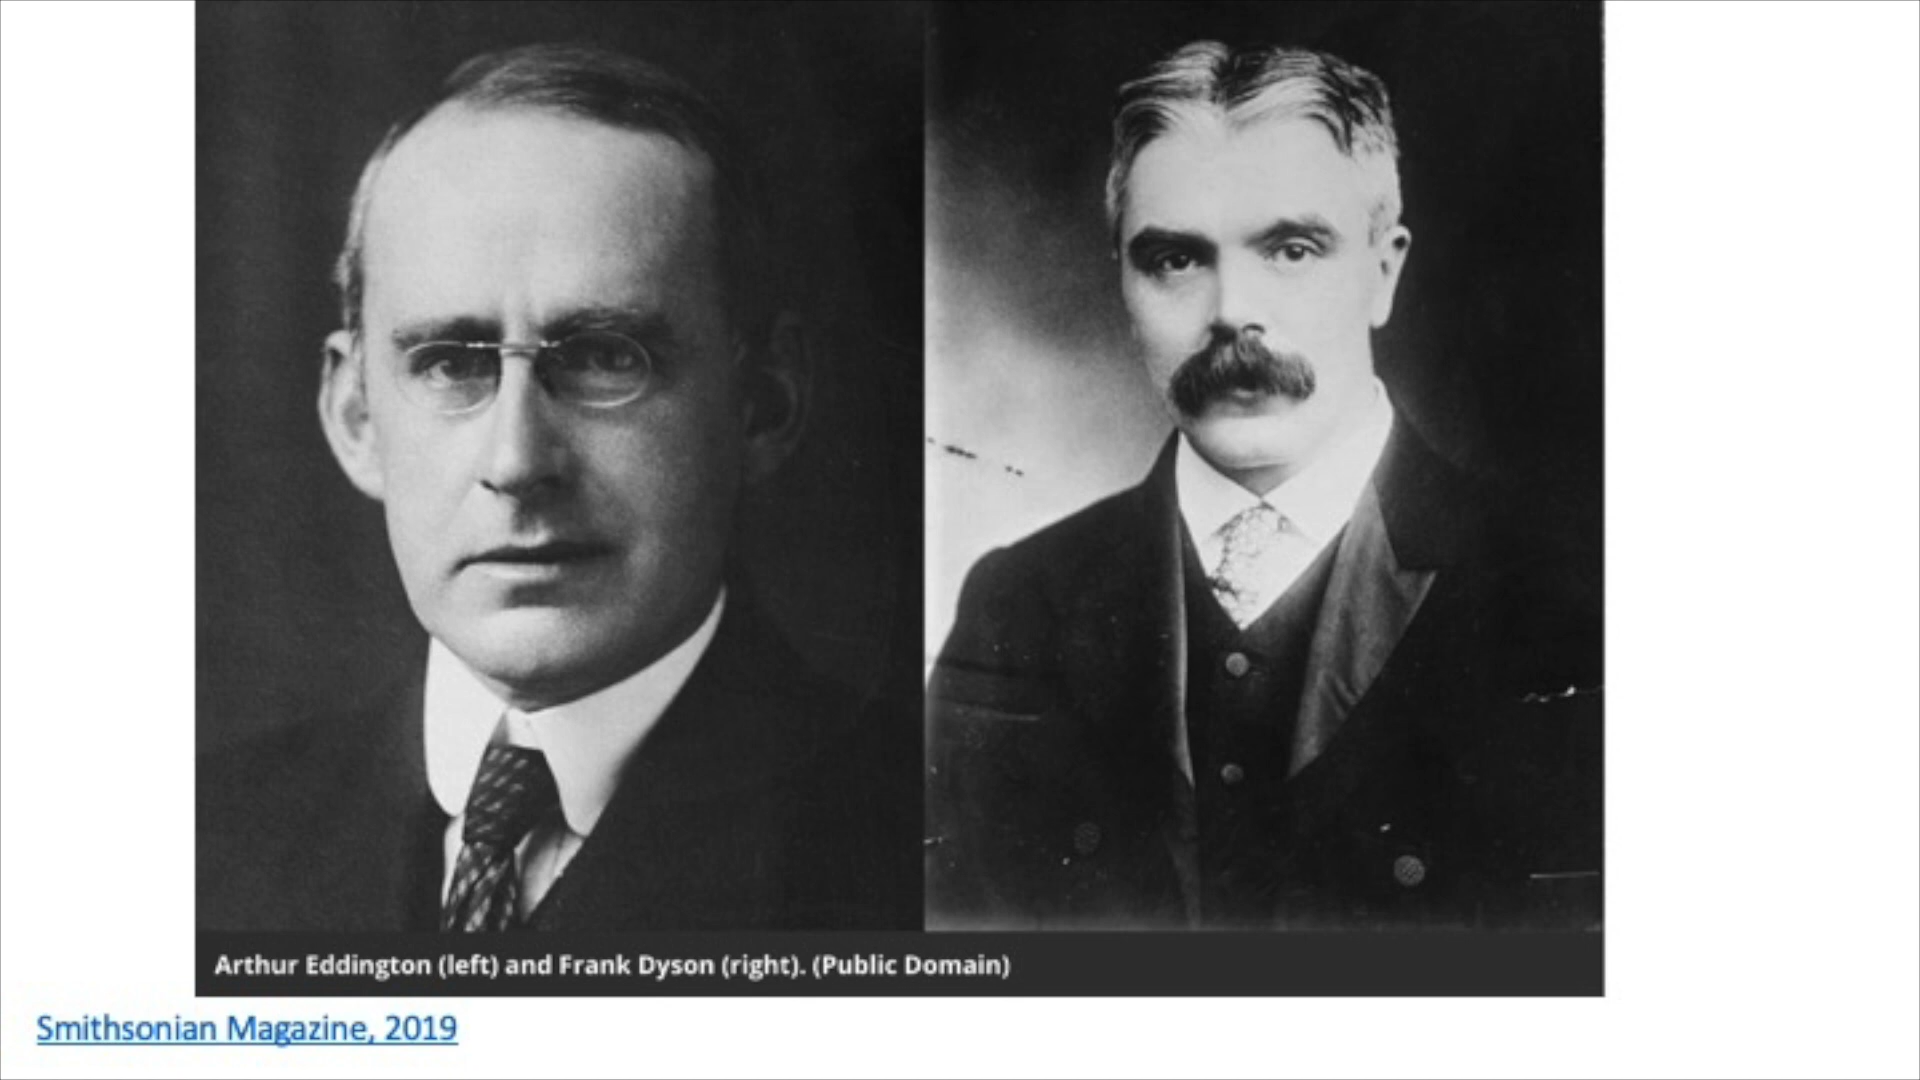 Arthur Eddington (left) and Frank Dyson (right). (Public Domain)
Smithsonian Magazine, 2019